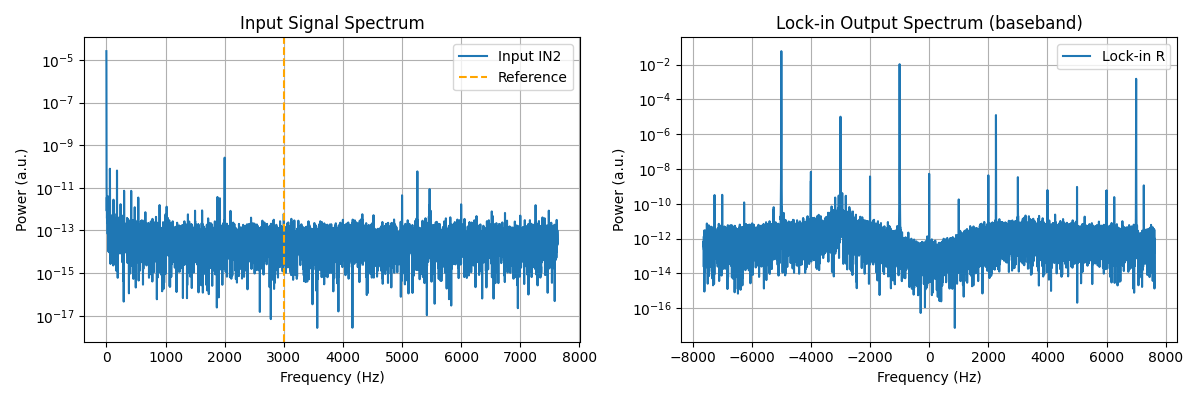 Input Signal Spectrum
Power (a.u.)
10⁻⁵
10⁻⁷
10⁻⁹
10⁻¹¹
10⁻¹³
10⁻¹⁵
10⁻¹⁷
Input IN2
Reference
0 1000 2000 3000 4000 5000 6000 7000 8000
Frequency (Hz)
Lock-in Output Spectrum (baseband)
Power (a.u.)
10⁻²
10⁻⁴
10⁻⁶
10⁻⁸
10⁻¹⁰
10⁻¹²
10⁻¹⁴
10⁻¹⁶
Lock-in R
−8000 −6000 −4000 −2000 0 2000 4000 6000 8000
Frequency (Hz)